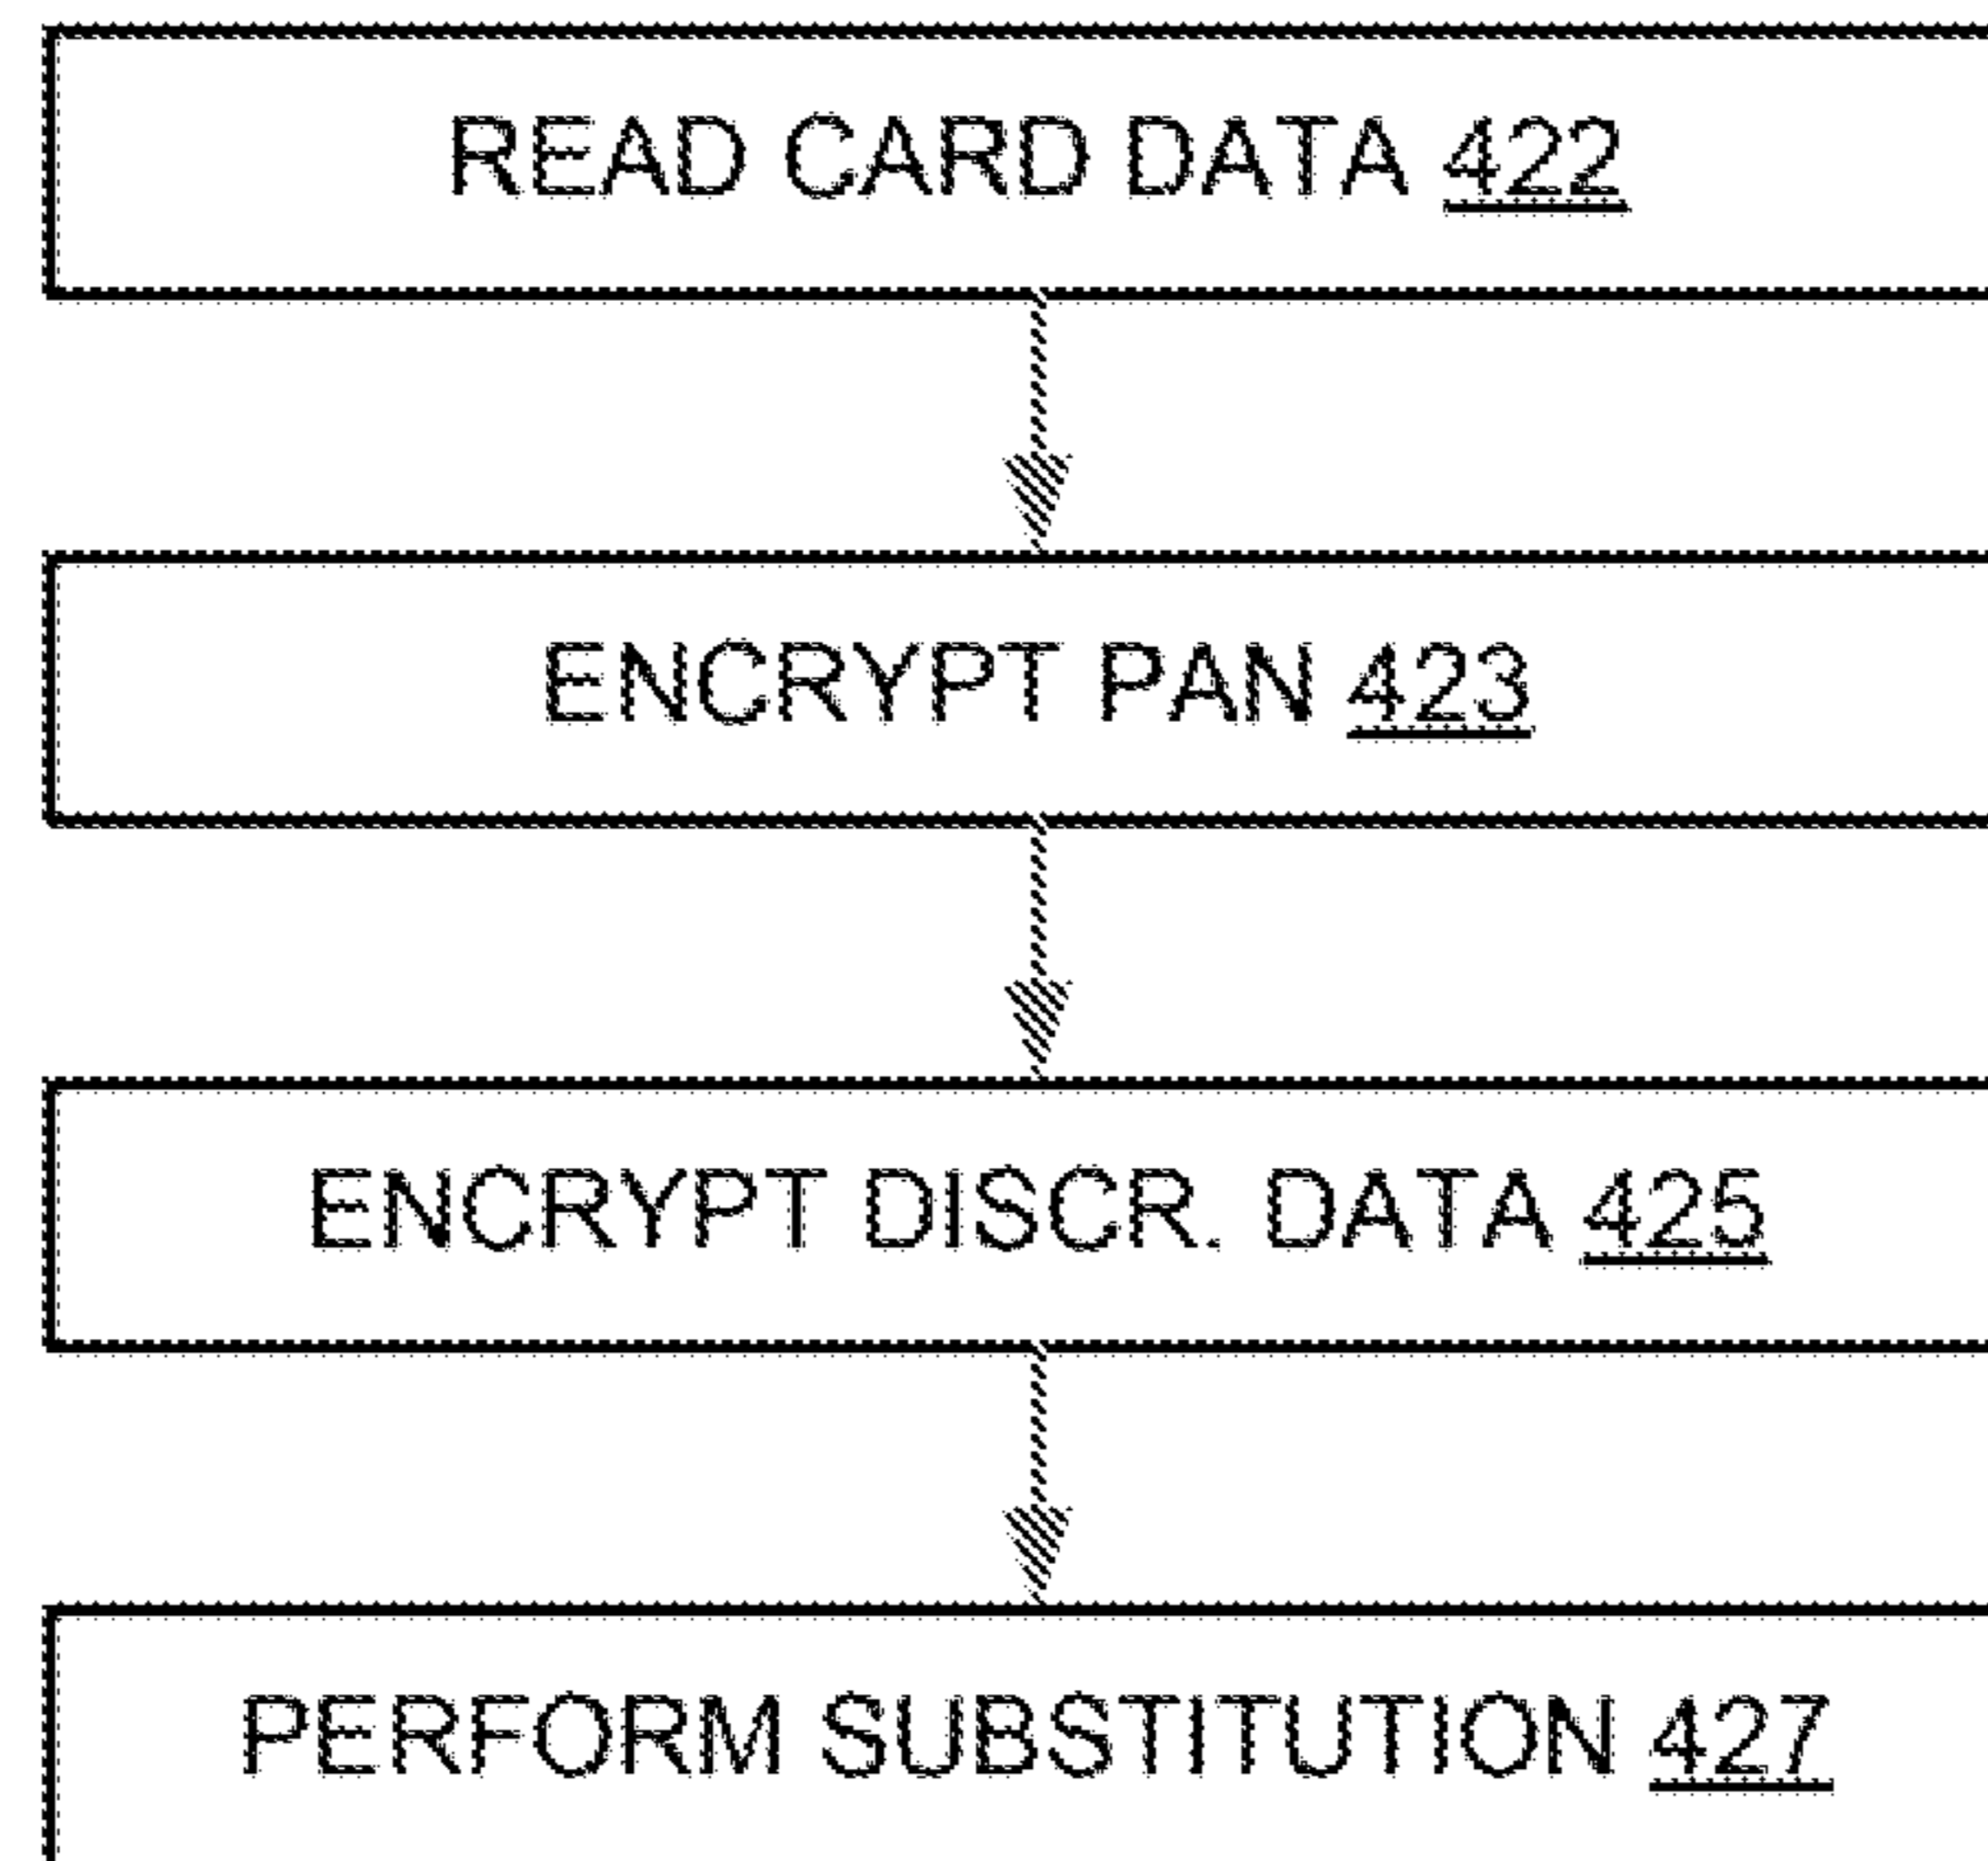 READ CARD DATA 422
ENCRYPT PAN 423
ENCRYPT DISCR. DATA 425
PERFORM SUBSTITUTION 427